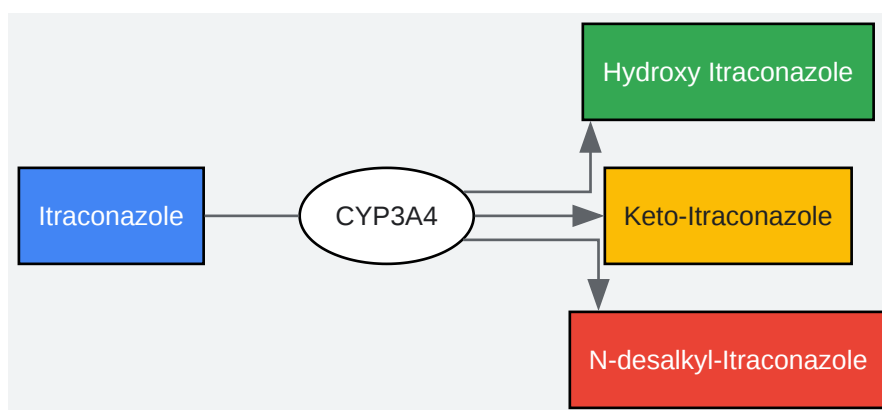 Hydroxy Itraconazole
Itraconazole
CYP3A4
Keto-Itraconazole
N-desalkyl-Itraconazole